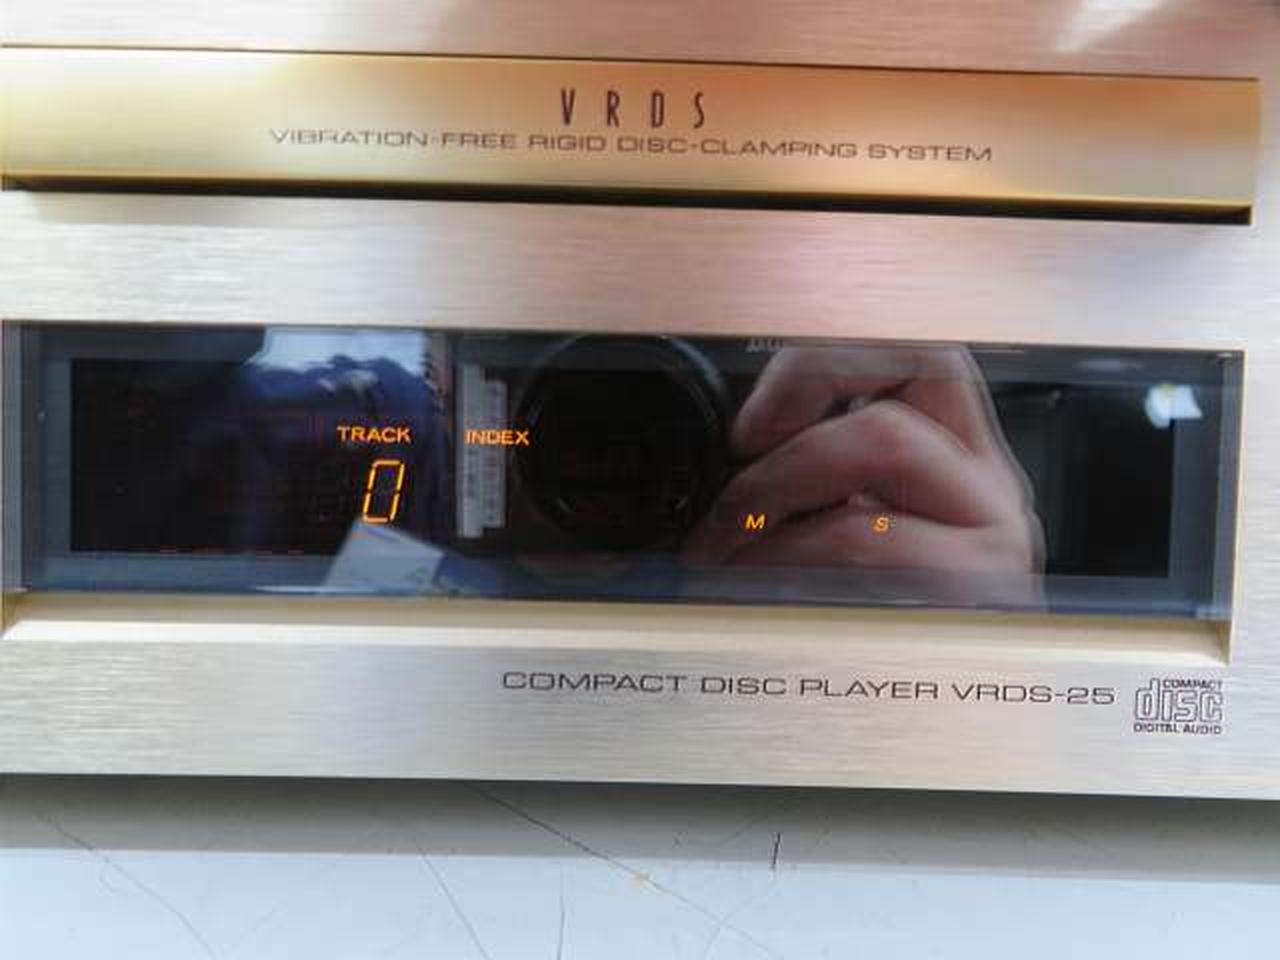 VRDS
VIBRATION-FREE RIGID DISC-CLAMPING SYSTEM
TRACK INDEX
0
M S
COMPACT DISC PLAYER VRDS-25
COMPACT
disc
DIGITAL AUDIO